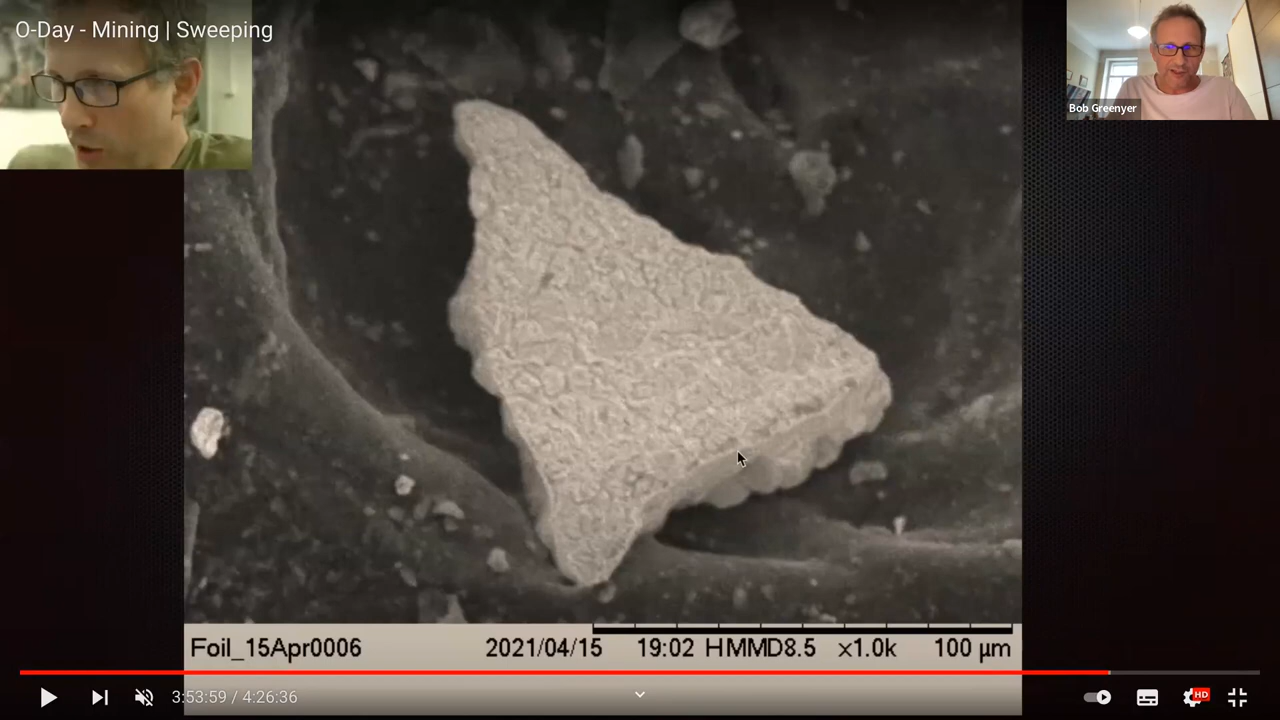 O-Day - Mining | Sweeping
Bob Greenyer
Foil_15Apr0006 2021/04/15 19:02 HMMD8.5 x1.0k 100 µm
3:53:59 / 4:26:36
HD